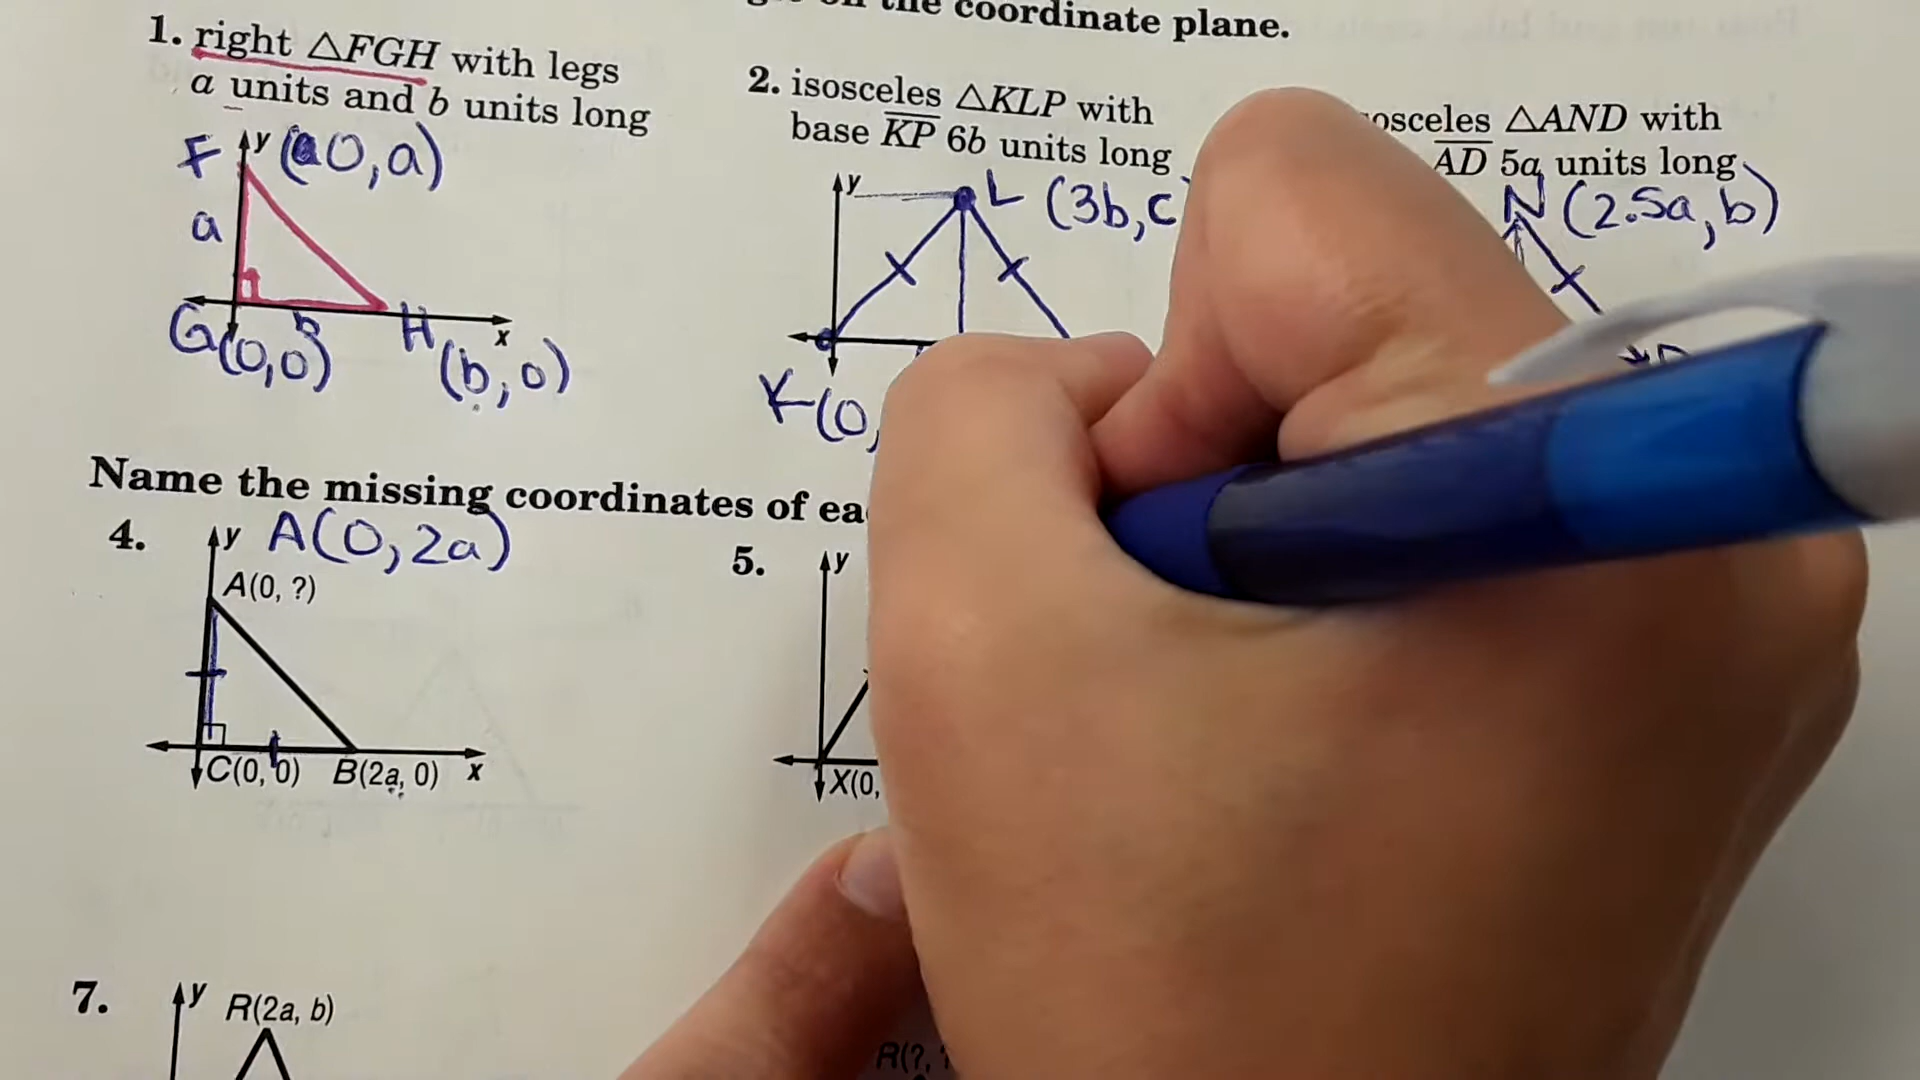 on the coordinate plane.
1. right △FGH with legs
a units and b units long
F y (0, a)
a
G(0,0) b H x
(b, 0)
2. isosceles △KLP with
base KP 6b units long
y L (3b, c
K(0,
△AND with
AD 5a units long
N (2.5a, b)
Name the missing coordinates of
4. y A(0, 2a)
A(0, ?)
C(0, 0) B(2a, 0) x
5. y
X(0,
7. y R(2a, b)
R(?,